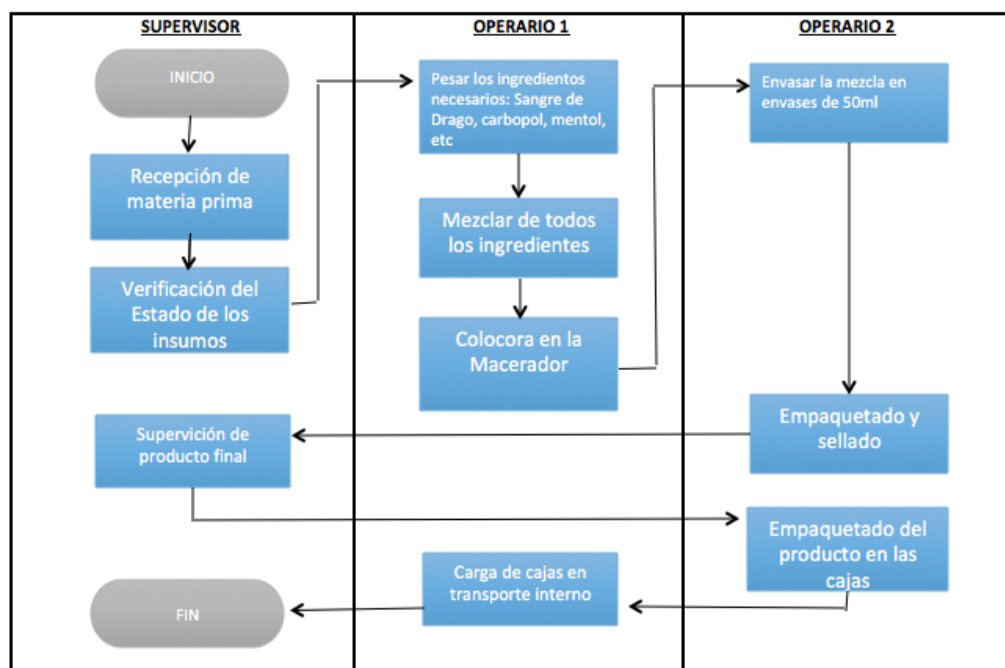 SUPERVISOR
OPERARIO 1
OPERARIO 2
INICIO
Recepción de
materia prima
Verificación del
Estado de los
insumos
Pesar los ingredientes
necesarios: Sangre de
Drago, carbopol, mentol,
etc
Mezclar de todos
los ingredientes
Colocora en la
Macerador
Envasar la mezcla en
envases de 50ml
Empaquetado y
sellado
Supervición de
producto final
Empaquetado del
producto en las
cajas
Carga de cajas en
transporte interno
FIN